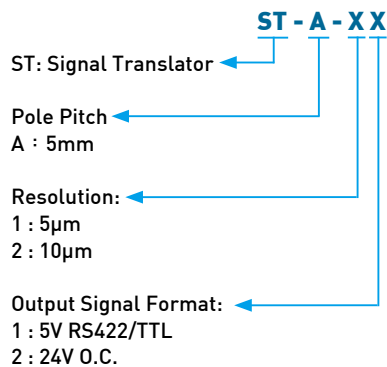 ST - A - X X
ST: Signal Translator
Pole Pitch
A : 5mm
Resolution:
1 : 5μm
2 : 10μm
Output Signal Format:
1 : 5V RS422/TTL
2 : 24V O.C.